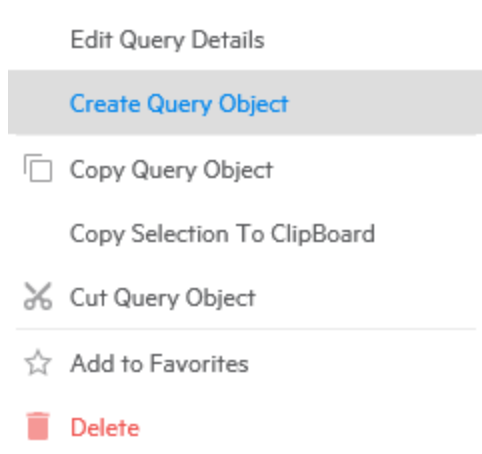 Edit Query Details
Create Query Object
Copy Query Object
Copy Selection To ClipBoard
Cut Query Object
Add to Favorites
Delete